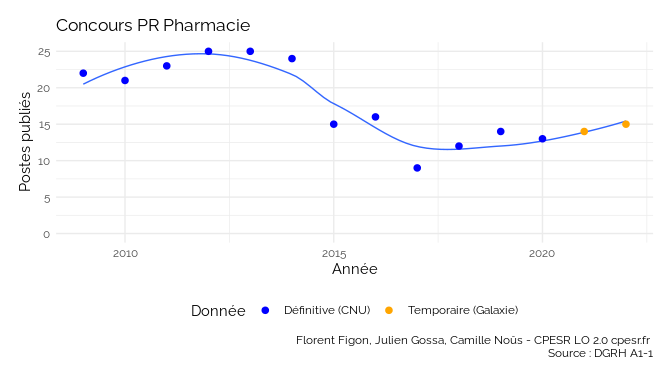 Concours PR Pharmacie
Postes publiés
25
20
15
10
5
0
2010 2015 2020
Année
Donnée Définitive (CNU) Temporaire (Galaxie)
Florent Figon, Julien Gossa, Camille Noûs - CPESR LO 2.0 cpesr.fr
Source : DGRH A1-1